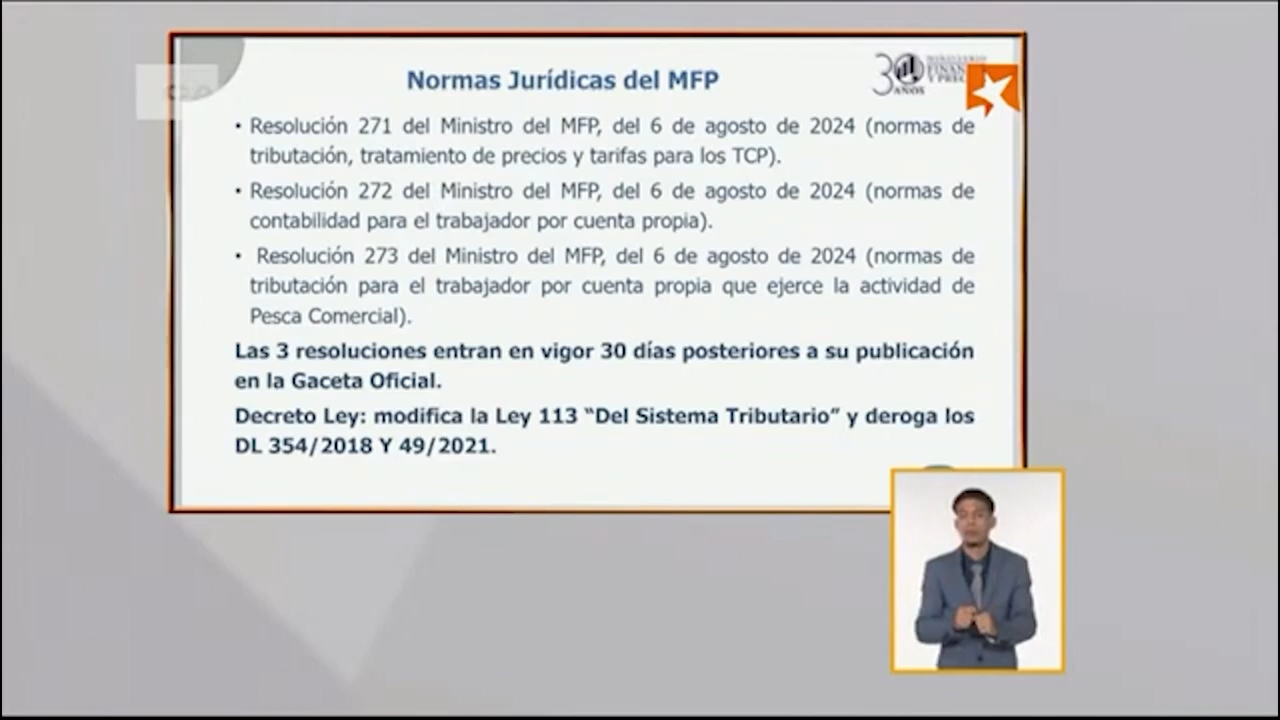 Normas Jurídicas del MFP
30
AÑOS
• Resolución 271 del Ministro del MFP, del 6 de agosto de 2024 (normas de
tributación, tratamiento de precios y tarifas para los TCP).
• Resolución 272 del Ministro del MFP, del 6 de agosto de 2024 (normas de
contabilidad para el trabajador por cuenta propia).
• Resolución 273 del Ministro del MFP, del 6 de agosto de 2024 (normas de
tributación para el trabajador por cuenta propia que ejerce la actividad de
Pesca Comercial).
Las 3 resoluciones entran en vigor 30 días posteriores a su publicación
en la Gaceta Oficial.
Decreto Ley: modifica la Ley 113 “Del Sistema Tributario” y deroga los
DL 354/2018 Y 49/2021.